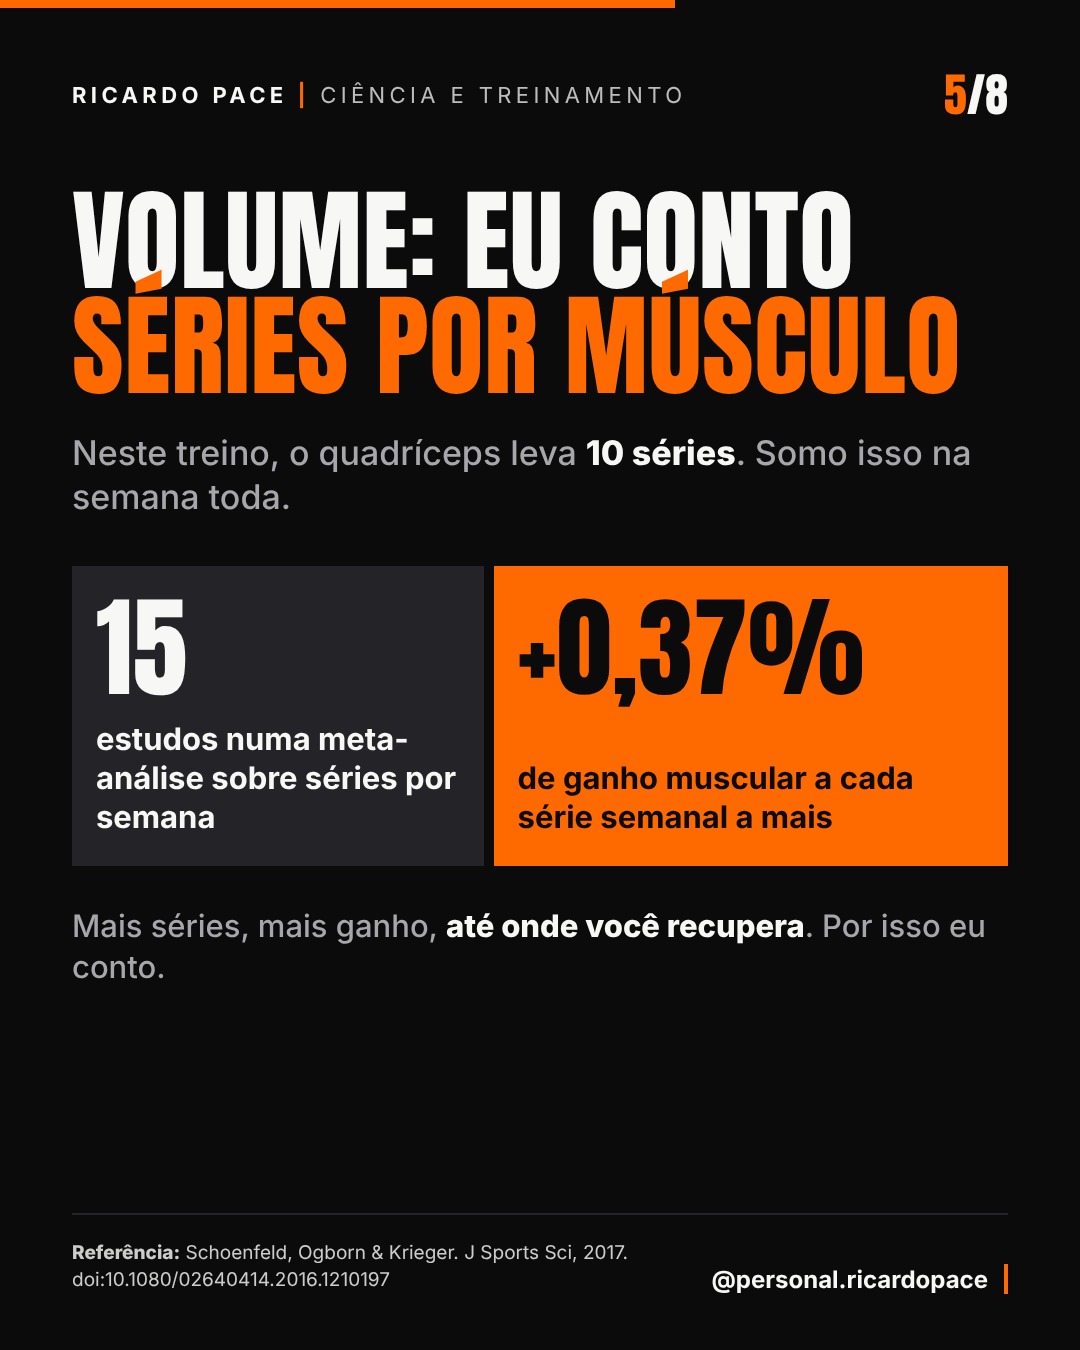 RICARDO PACE | CIÊNCIA E TREINAMENTO
5/8
VOLUME: EU CONTO
SÉRIES POR MÚSCULO
Neste treino, o quadríceps leva 10 séries. Somo isso na
semana toda.
15
estudos numa meta-
análise sobre séries por
semana
+0,37%
de ganho muscular a cada
série semanal a mais
Mais séries, mais ganho, até onde você recupera. Por isso eu
conto.
Referência: Schoenfeld, Ogborn & Krieger. J Sports Sci, 2017.
doi:10.1080/02640414.2016.1210197
@personal.ricardopace